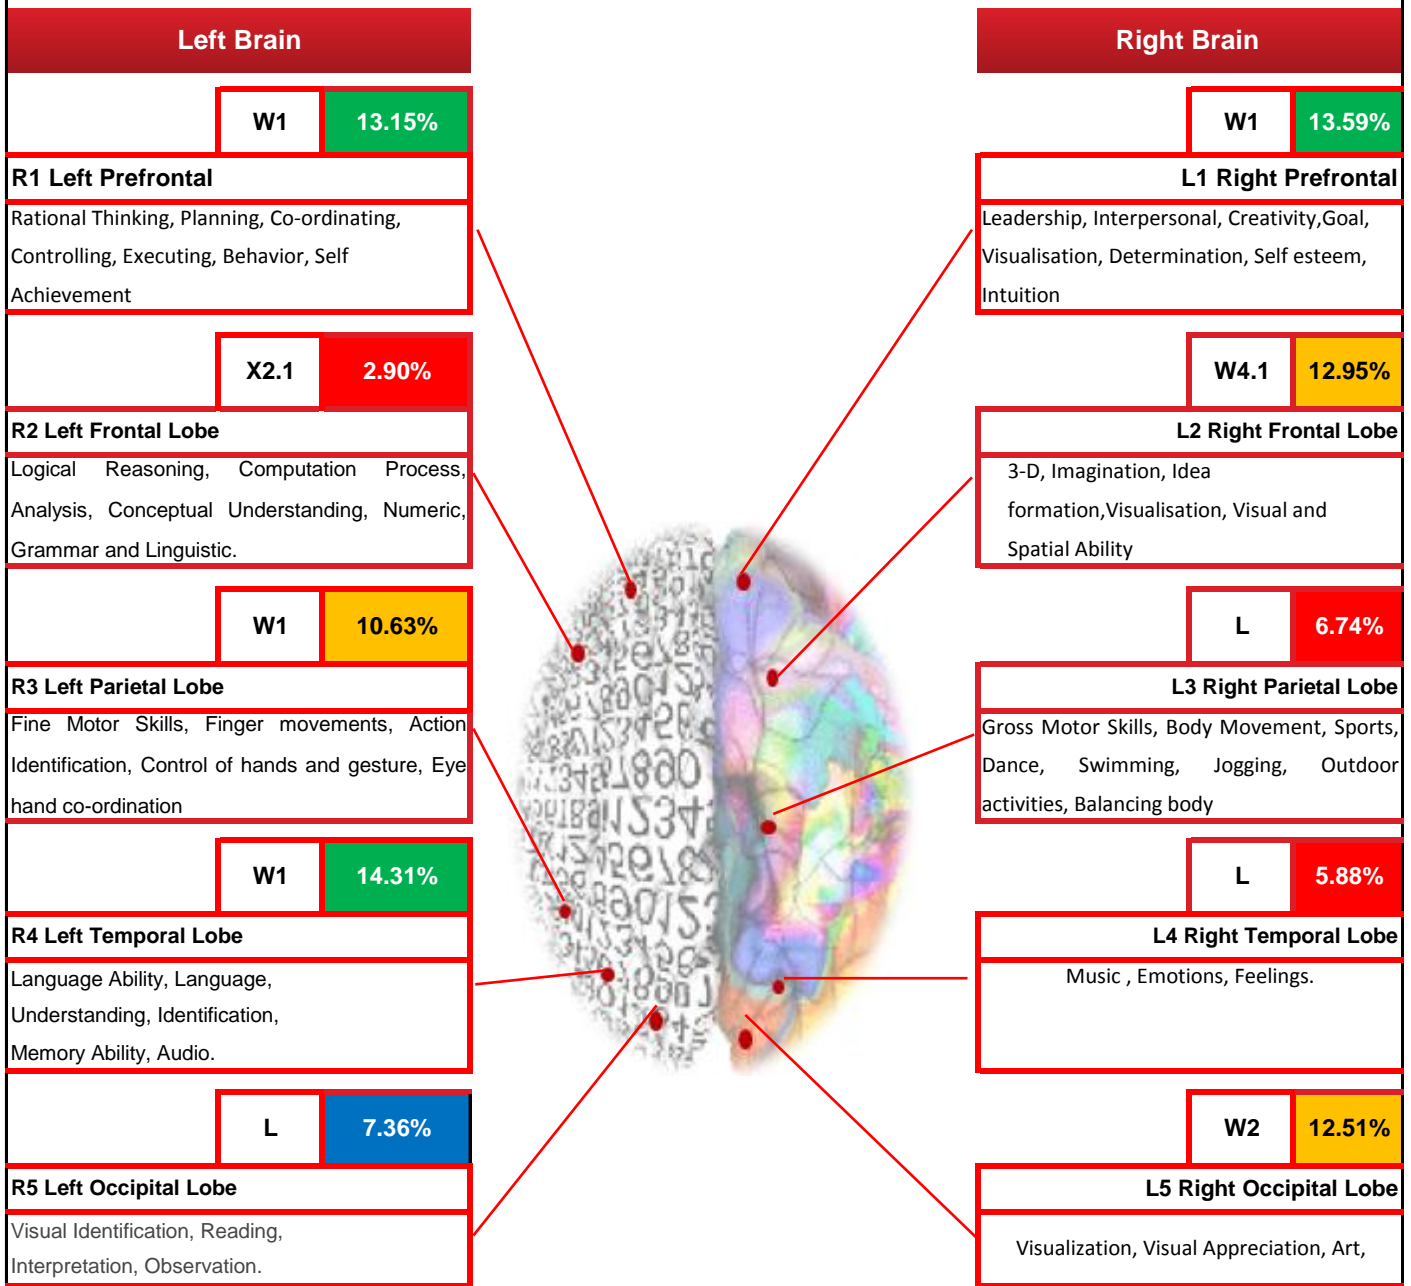 Left Brain
W1 13.15%
R1 Left Prefrontal
Rational Thinking, Planning, Co-ordinating,
Controlling, Executing, Behavior, Self
Achievement
X2.1 2.90%
R2 Left Frontal Lobe
Logical Reasoning, Computation Process,
Analysis, Conceptual Understanding, Numeric,
Grammar and Linguistic.
W1 10.63%
R3 Left Parietal Lobe
Fine Motor Skills, Finger movements, Action
Identification, Control of hands and gesture, Eye
hand co-ordination
W1 14.31%
R4 Left Temporal Lobe
Language Ability, Language,
Understanding, Identification,
Memory Ability, Audio.
L 7.36%
R5 Left Occipital Lobe
Visual Identification, Reading,
Interpretation, Observation.
Right Brain
W1 13.59%
L1 Right Prefrontal
Leadership, Interpersonal, Creativity,Goal,
Visualisation, Determination, Self esteem,
Intuition
W4.1 12.95%
L2 Right Frontal Lobe
3-D, Imagination, Idea
formation,Visualisation, Visual and
Spatial Ability
L 6.74%
L3 Right Parietal Lobe
Gross Motor Skills, Body Movement, Sports,
Dance, Swimming, Jogging, Outdoor
activities, Balancing body
L 5.88%
L4 Right Temporal Lobe
Music , Emotions, Feelings.
W2 12.51%
L5 Right Occipital Lobe
Visualization, Visual Appreciation, Art,